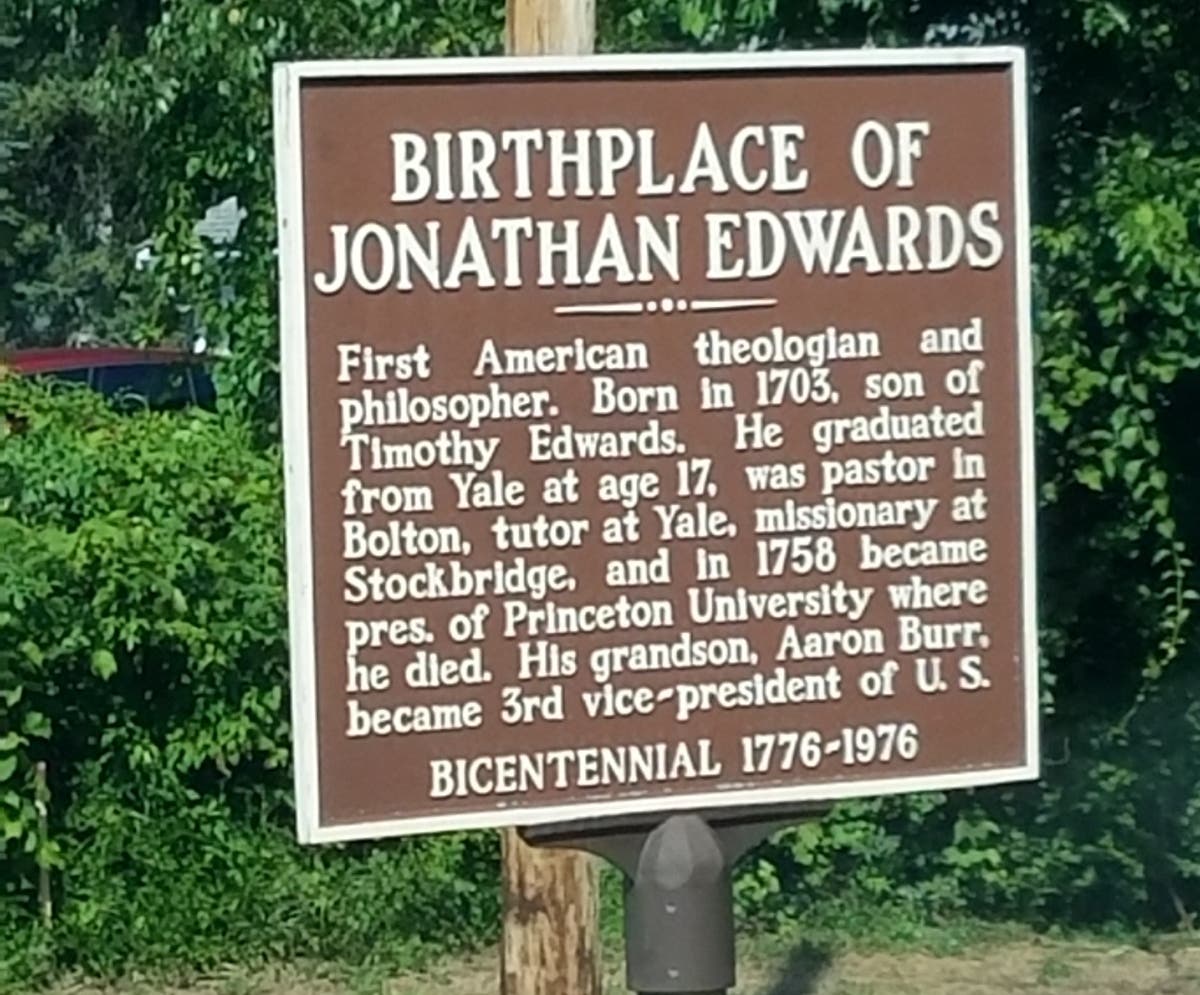 BIRTHPLACE OF
JONATHAN EDWARDS
First American theologian and
philosopher. Born in 1703, son of
Timothy Edwards. He graduated
from Yale at age 17, was pastor in
Bolton, tutor at Yale, missionary at
Stockbridge, and in 1758 became
pres. of Princeton University where
he died. His grandson, Aaron Burr,
became 3rd vice-president of U. S.
BICENTENNIAL 1776-1976